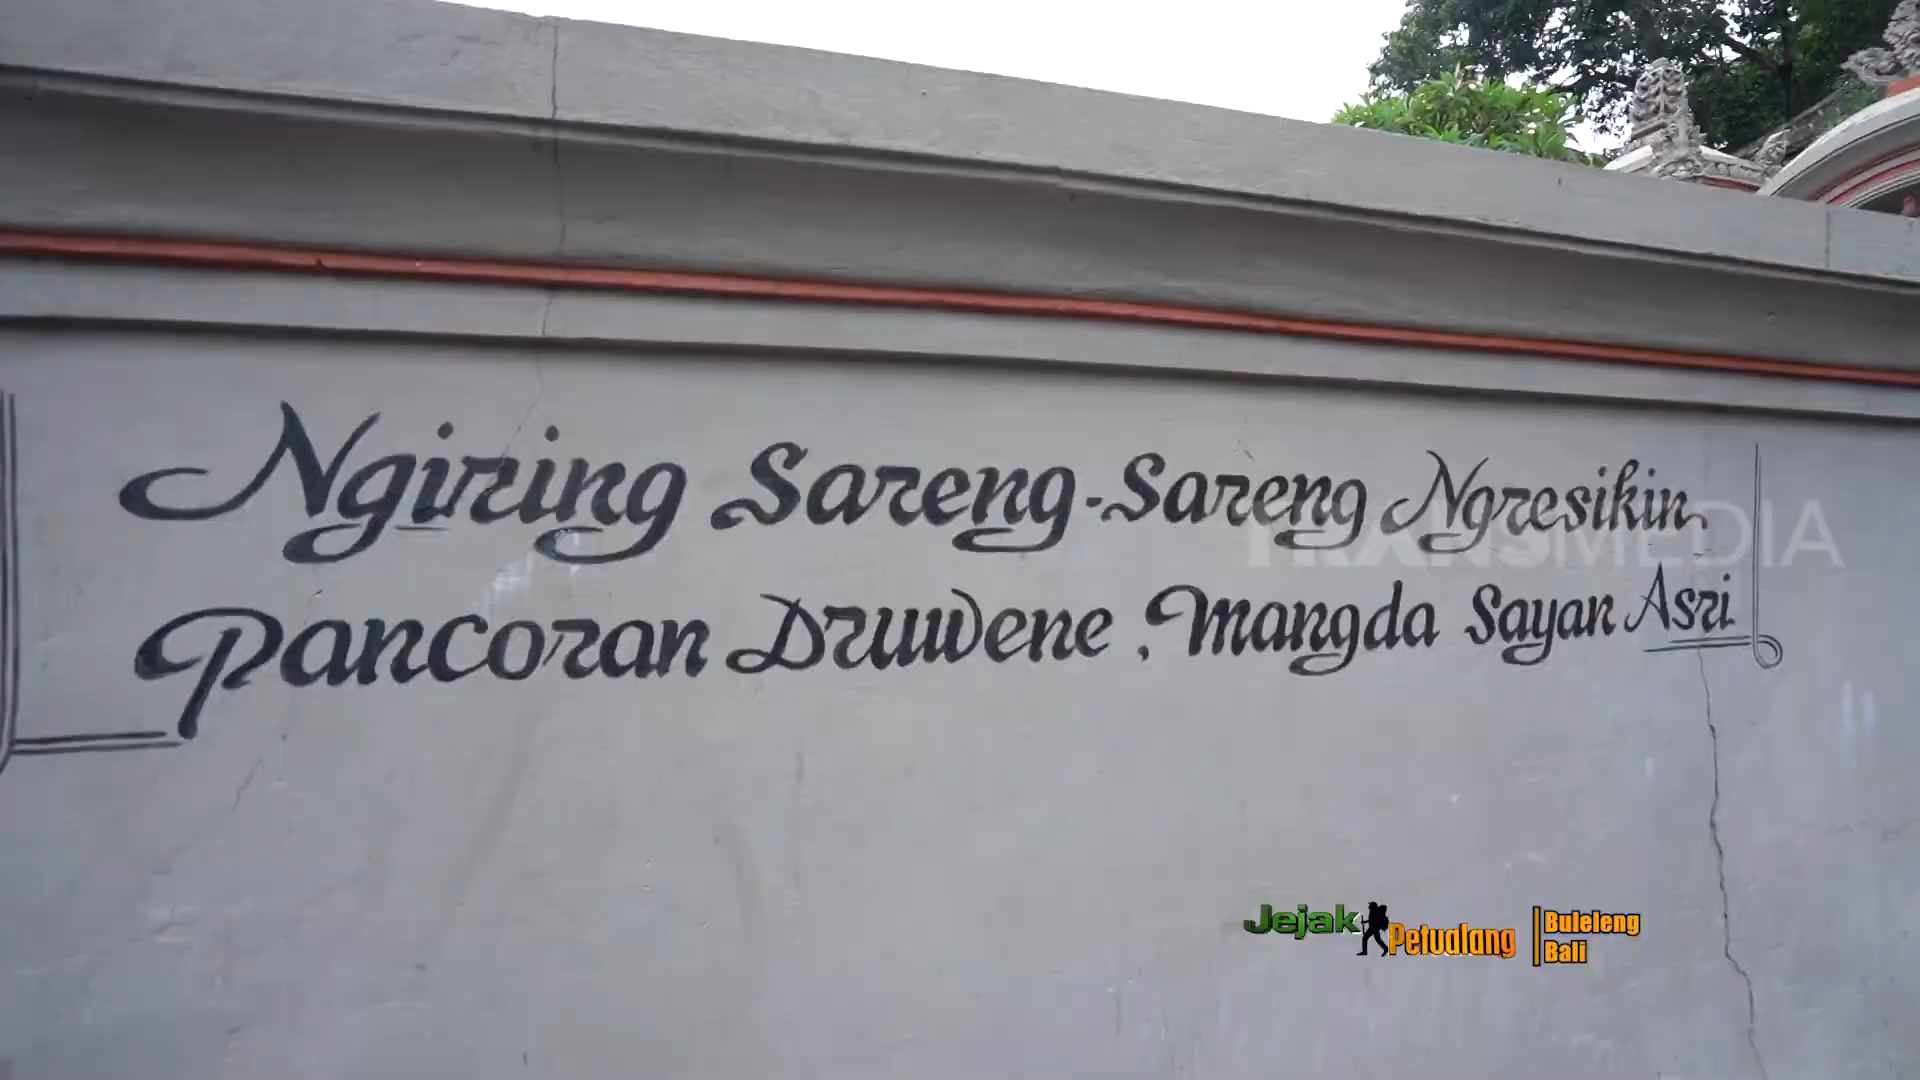 Ngiring Sareng-Sareng Ngresikin
Pancoran Druwene, Mangda Sayan Asri.
TRANSMEDIA
Jejak Petualang
Buleleng
Bali